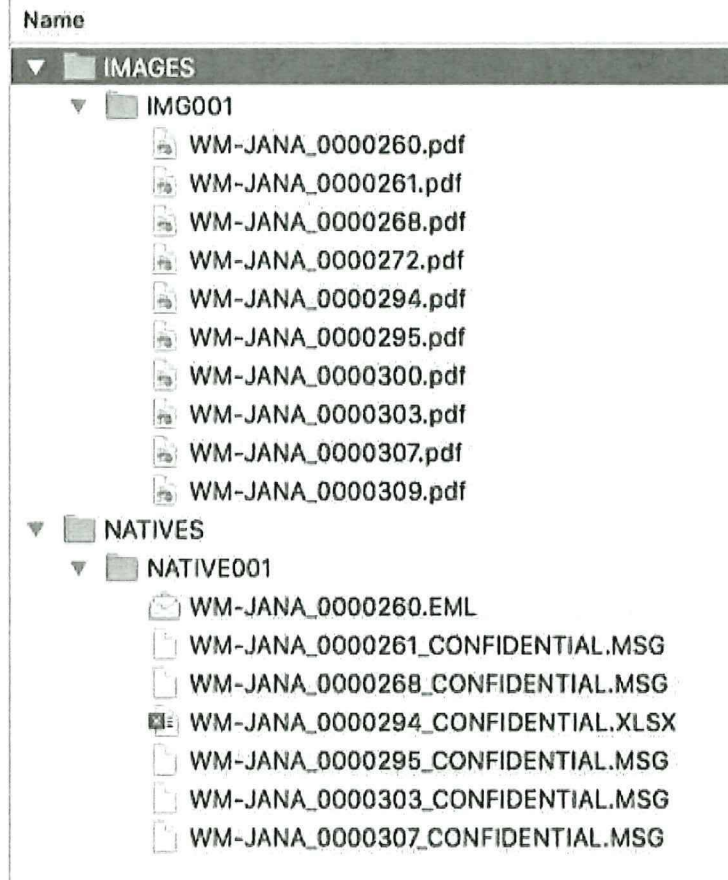 Name
IMAGES
IMG001
WM-JANA_0000260.pdf
WM-JANA_0000261.pdf
WM-JANA_0000268.pdf
WM-JANA_0000272.pdf
WM-JANA_0000294.pdf
WM-JANA_0000295.pdf
WM-JANA_0000300.pdf
WM-JANA_0000303.pdf
WM-JANA_0000307.pdf
WM-JANA_0000309.pdf
NATIVES
NATIVE001
WM-JANA_0000260.EML
WM-JANA_0000261_CONFIDENTIAL.MSG
WM-JANA_0000268_CONFIDENTIAL.MSG
WM-JANA_0000294_CONFIDENTIAL.XLSX
WM-JANA_0000295_CONFIDENTIAL.MSG
WM-JANA_0000303_CONFIDENTIAL.MSG
WM-JANA_0000307_CONFIDENTIAL.MSG